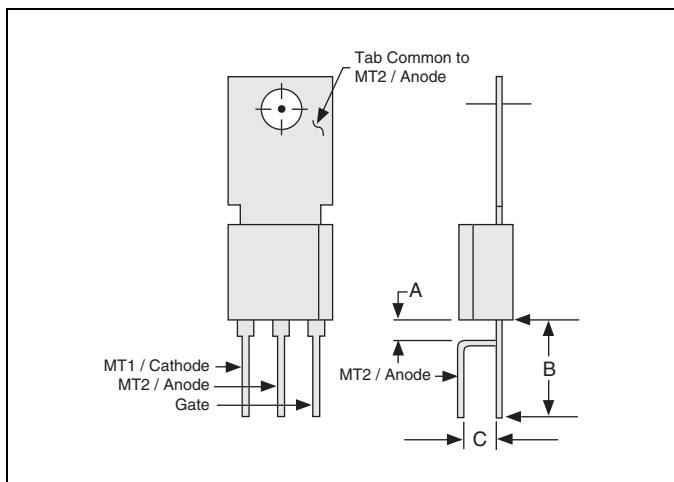 Tab Common to
MT2 / Anode
A
MT1 / Cathode
MT2 / Anode
Gate
MT2 / Anode
B
C